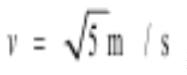 v = √5 m / s